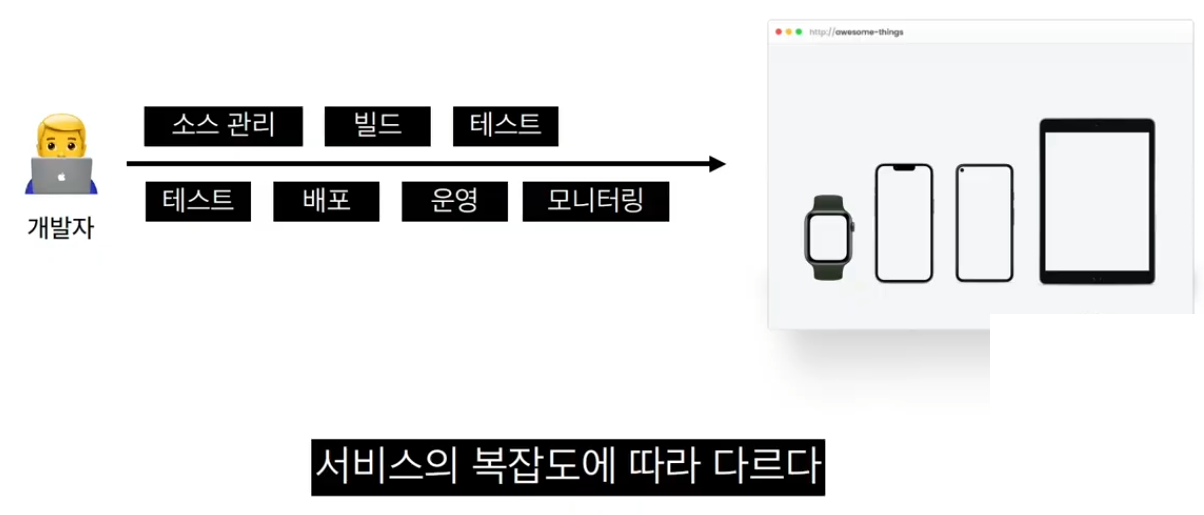 http://awesome-things
소스 관리 빌드 테스트
테스트 배포 운영 모니터링
개발자
서비스의 복잡도에 따라 다르다